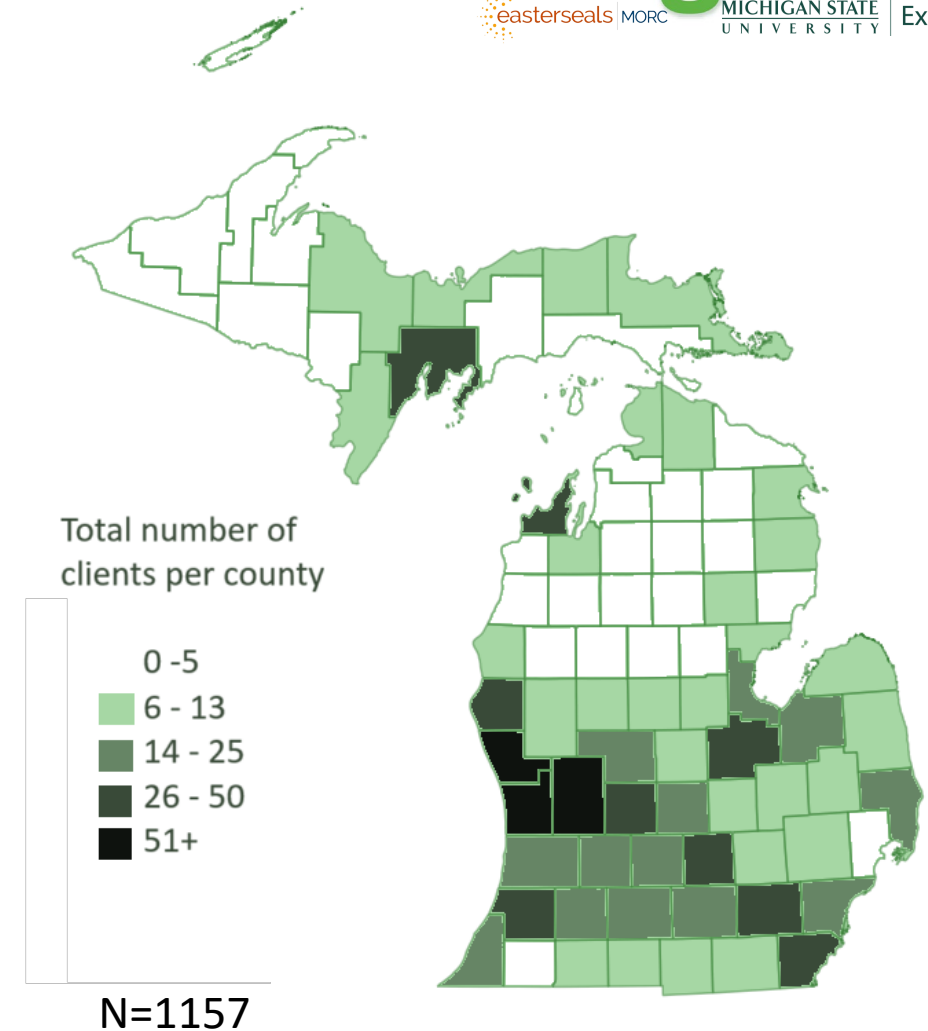 easterseals MORC
MICHIGAN STATE
UNIVERSITY
Ex
Total number of
clients per county
0 -5
6 - 13
14 - 25
26 - 50
51+
N=1157